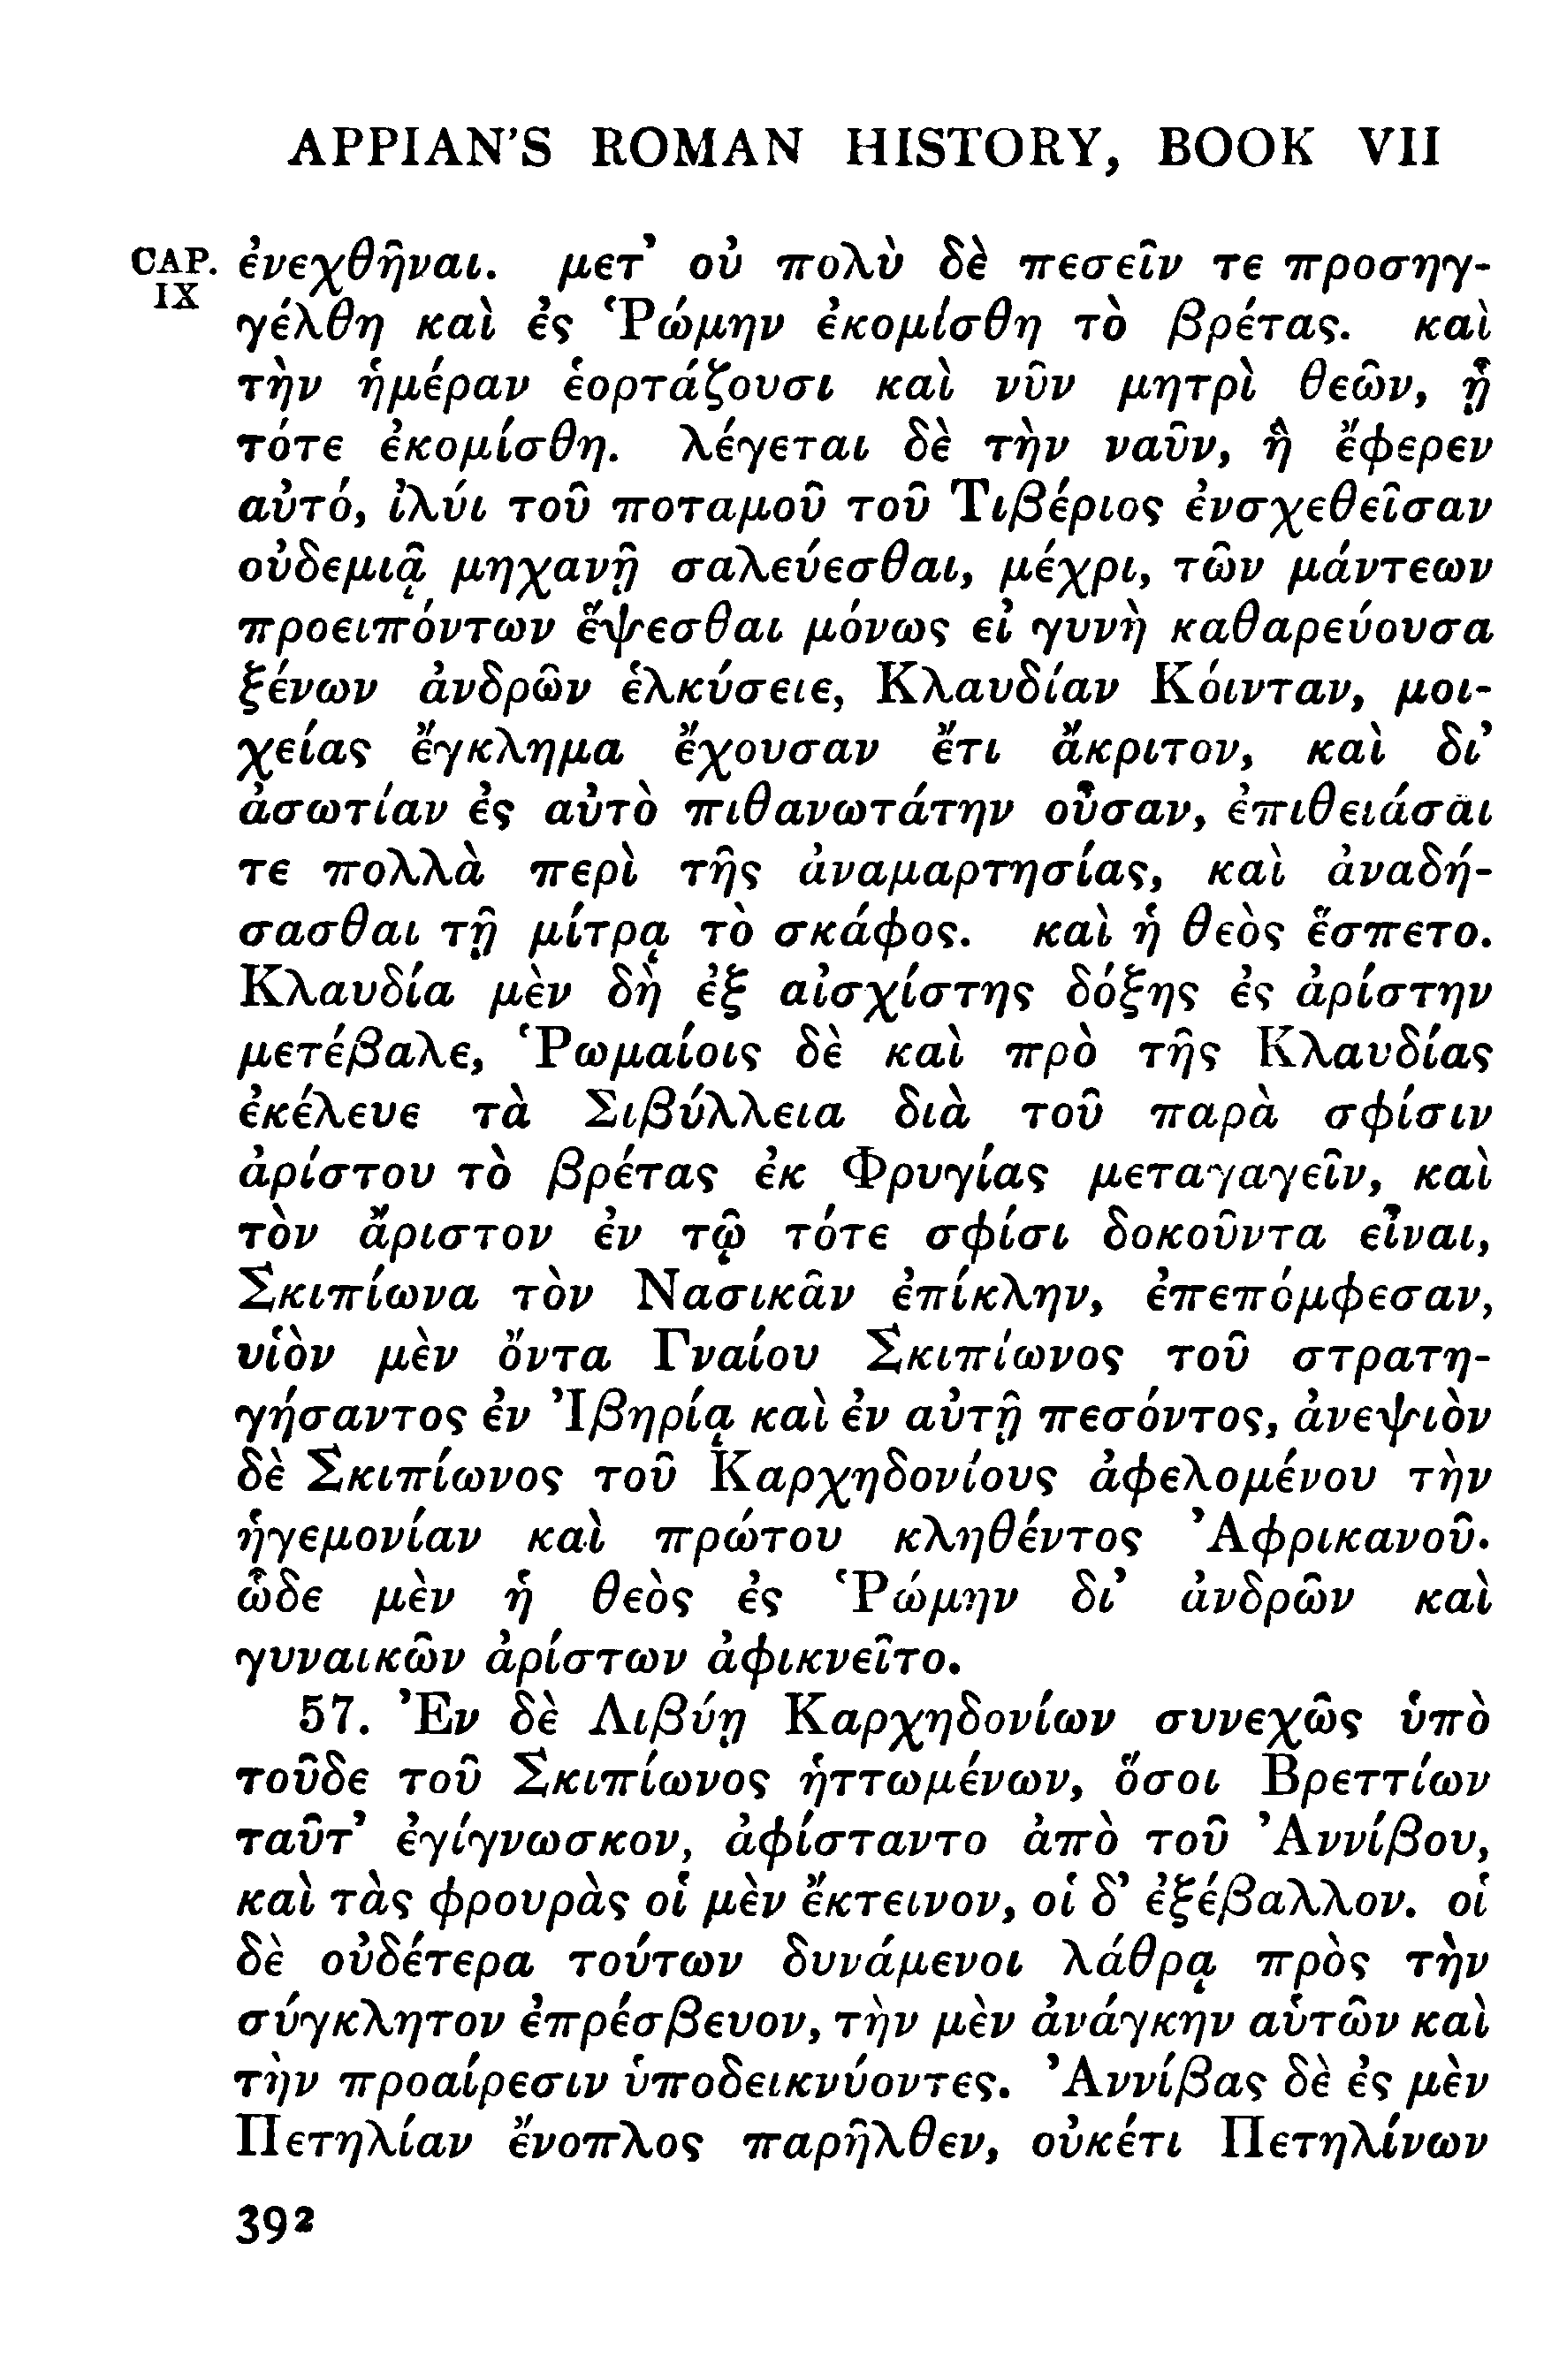 APPIAN'S ROMAN HISTORY, BOOK VII
CAP. IX
ἐνεχθῆναι. μετ' οὐ πολὺ δὲ πεσεῖν τε προσηγ-
γέλθη καὶ ἐς Ῥώμην ἐκομίσθη τὸ βρέτας. καὶ
τὴν ἡμέραν ἑορτάζουσι καὶ νῦν μητρὶ θεῶν, ᾗ
τότε ἐκομίσθη. λέγεται δὲ τὴν ναῦν, ἣ ἔφερεν
αὐτό, ἰλύι τοῦ ποταμοῦ τοῦ Τιβέριος ἐνσχεθεῖσαν
οὐδεμιᾷ μηχανῇ σαλεύεσθαι, μέχρι, τῶν μάντεων
προειπόντων ἕψεσθαι μόνως εἰ γυνὴ καθαρεύουσα
ξένων ἀνδρῶν ἑλκύσειε, Κλαυδίαν Κόινταν, μοι-
χείας ἔγκλημα ἔχουσαν ἔτι ἄκριτον, καὶ δι'
ἀσωτίαν ἐς αὐτὸ πιθανωτάτην οὖσαν, ἐπιθειάσαι
τε πολλὰ περὶ τῆς ἀναμαρτησίας, καὶ ἀναδή-
σασθαι τῇ μίτρᾳ τὸ σκάφος. καὶ ἡ θεὸς ἕσπετο.
Κλαυδία μὲν δὴ ἐξ αἰσχίστης δόξης ἐς ἀρίστην
μετέβαλε, Ῥωμαίοις δὲ καὶ πρὸ τῆς Κλαυδίας
ἐκέλευε τὰ Σιβύλλεια διὰ τοῦ παρὰ σφίσιν
ἀρίστου τὸ βρέτας ἐκ Φρυγίας μεταγαγεῖν, καὶ
τὸν ἄριστον ἐν τῷ τότε σφίσι δοκοῦντα εἶναι,
Σκιπίωνα τὸν Νασικᾶν ἐπίκλην, ἐπεπόμφεσαν,
υἱὸν μὲν ὄντα Γναίου Σκιπίωνος τοῦ στρατη-
γήσαντος ἐν Ἰβηρίᾳ καὶ ἐν αὐτῇ πεσόντος, ἀνεψιὸν
δὲ Σκιπίωνος τοῦ Καρχηδονίους ἀφελομένου τὴν
ἡγεμονίαν καὶ πρώτου κληθέντος Ἀφρικανοῦ.
ὧδε μὲν ἡ θεὸς ἐς Ῥώμην δι' ἀνδρῶν καὶ
γυναικῶν ἀρίστων ἀφικνεῖτο.
57. Ἐν δὲ Λιβύῃ Καρχηδονίων συνεχῶς ὑπὸ
τοῦδε τοῦ Σκιπίωνος ἡττωμένων, ὅσοι Βρεττίων
ταῦτ' ἐγίγνωσκον, ἀφίσταντο ἀπὸ τοῦ Ἀννίβου,
καὶ τὰς φρουρὰς οἱ μὲν ἔκτεινον, οἱ δ' ἐξέβαλλον. οἱ
δὲ οὐδέτερα τούτων δυνάμενοι λάθρᾳ πρὸς τὴν
σύγκλητον ἐπρέσβευον, τὴν μὲν ἀνάγκην αὑτῶν καὶ
τὴν προαίρεσιν ὑποδεικνύοντες. Ἀννίβας δὲ ἐς μὲν
Πετηλίαν ἔνοπλος παρῆλθεν, οὐκέτι Πετηλίνων
392